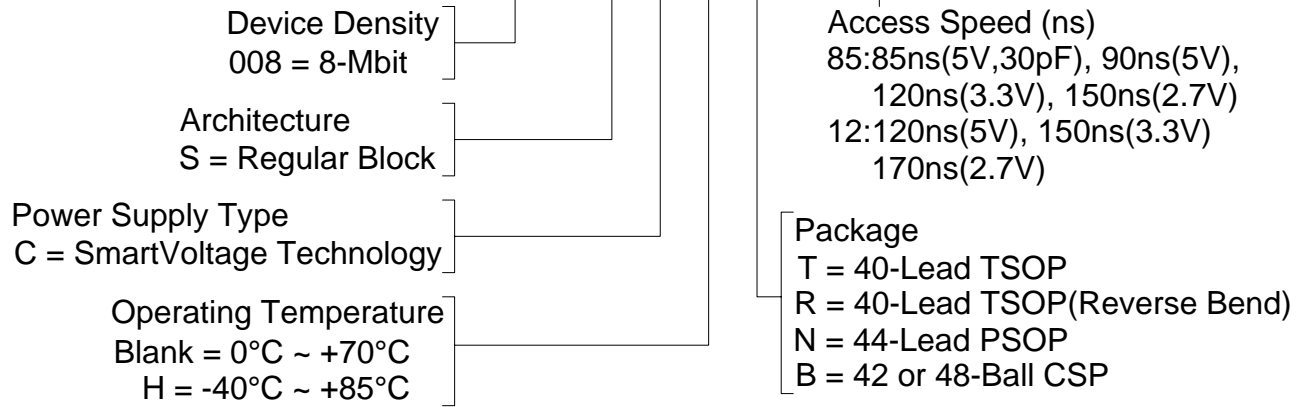 Device Density
008 = 8-Mbit
Architecture
S = Regular Block
Power Supply Type
C = SmartVoltage Technology
Operating Temperature
Blank = 0°C ~ +70°C
H = -40°C ~ +85°C
Access Speed (ns)
85:85ns(5V,30pF), 90ns(5V),
120ns(3.3V), 150ns(2.7V)
12:120ns(5V), 150ns(3.3V)
170ns(2.7V)
Package
T = 40-Lead TSOP
R = 40-Lead TSOP(Reverse Bend)
N = 44-Lead PSOP
B = 42 or 48-Ball CSP